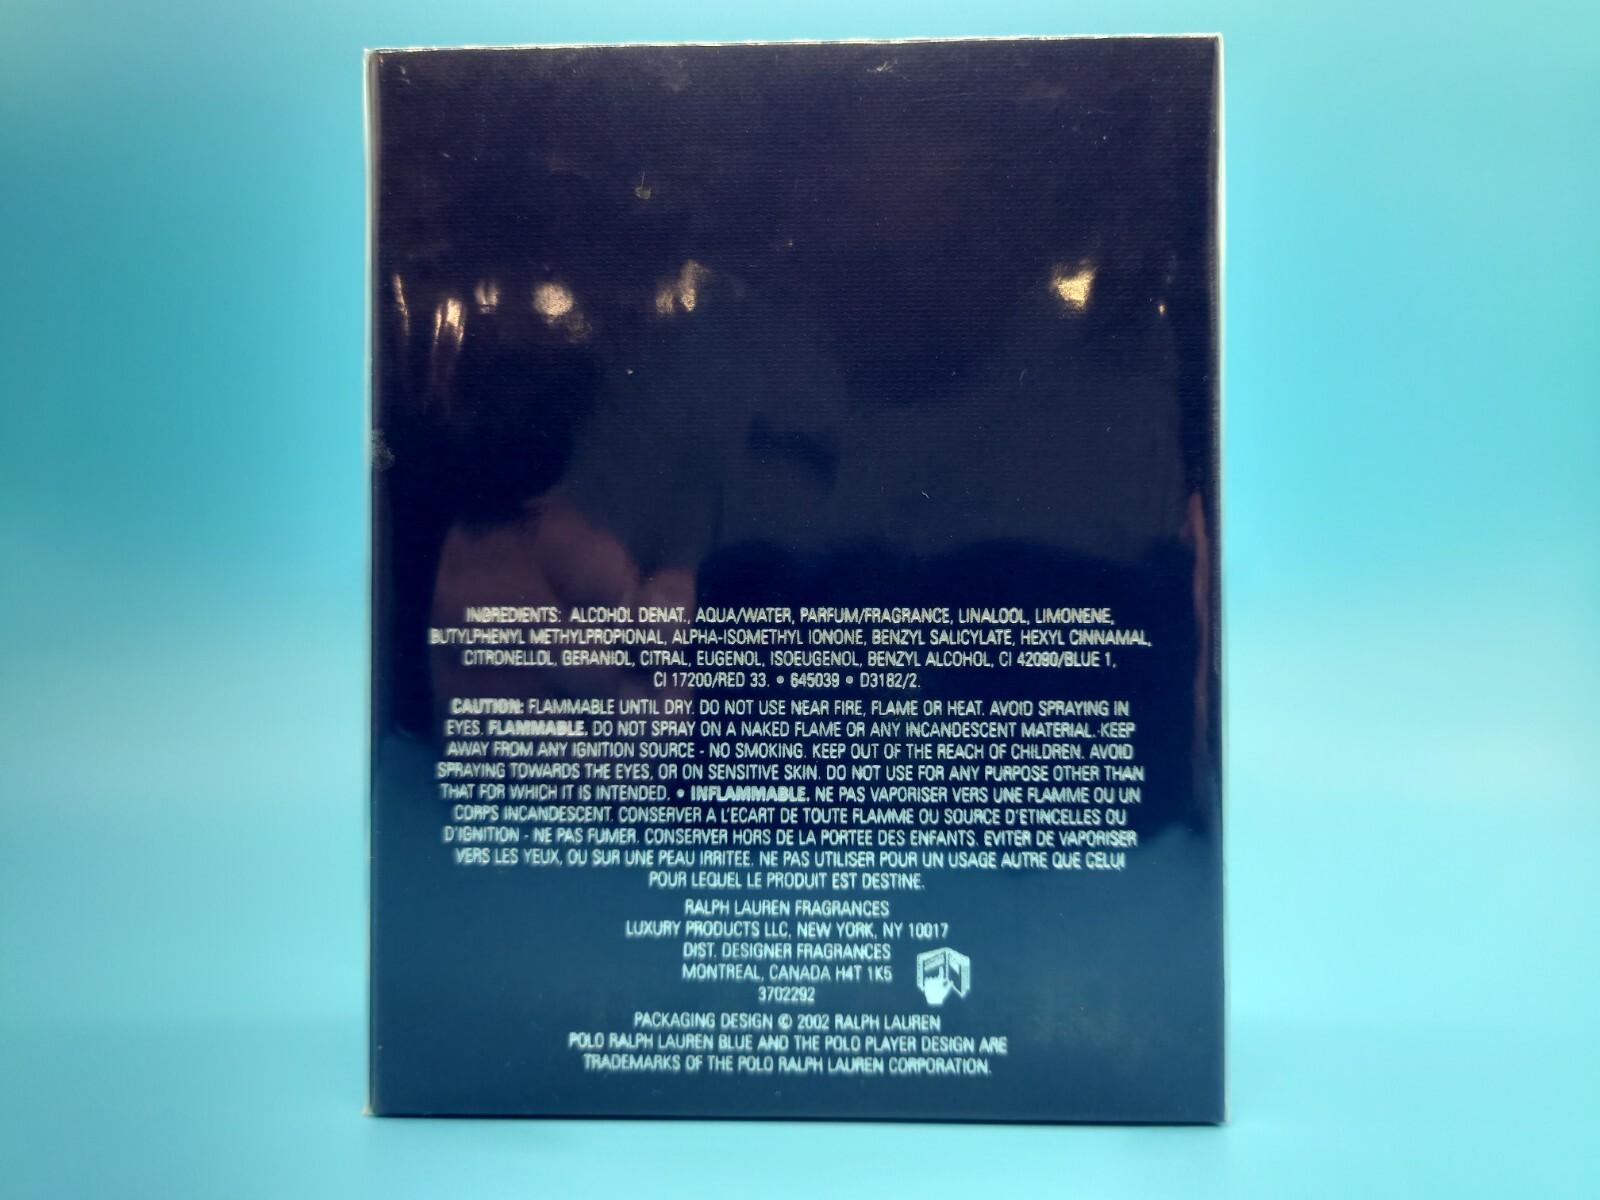 INGREDIENTS: ALCOHOL DENAT., AQUA/WATER, PARFUM/FRAGRANCE, LINALOOL, LIMONENE,
BUTYLPHENYL METHYLPROPIONAL, ALPHA-ISOMETHYL IONONE, BENZYL SALICYLATE, HEXYL CINNAMAL,
CITRONELLOL, GERANIOL, CITRAL, EUGENOL, ISOEUGENOL, BENZYL ALCOHOL, CI 42090/BLUE 1,
CI 17200/RED 33. • 645039 • D3182/2.
CAUTION: FLAMMABLE UNTIL DRY. DO NOT USE NEAR FIRE, FLAME OR HEAT. AVOID SPRAYING IN
EYES. FLAMMABLE. DO NOT SPRAY ON A NAKED FLAME OR ANY INCANDESCENT MATERIAL. KEEP
AWAY FROM ANY IGNITION SOURCE - NO SMOKING. KEEP OUT OF THE REACH OF CHILDREN. AVOID
SPRAYING TOWARDS THE EYES, OR ON SENSITIVE SKIN. DO NOT USE FOR ANY PURPOSE OTHER THAN
THAT FOR WHICH IT IS INTENDED. • INFLAMMABLE. NE PAS VAPORISER VERS UNE FLAMME OU UN
CORPS INCANDESCENT. CONSERVER A L'ECART DE TOUTE FLAMME OU SOURCE D'ETINCELLES OU
D'IGNITION - NE PAS FUMER. CONSERVER HORS DE LA PORTEE DES ENFANTS. EVITER DE VAPORISER
VERS LES YEUX, OU SUR UNE PEAU IRRITEE. NE PAS UTILISER POUR UN USAGE AUTRE QUE CELUI
POUR LEQUEL LE PRODUIT EST DESTINE.
RALPH LAUREN FRAGRANCES
LUXURY PRODUCTS LLC, NEW YORK, NY 10017
DIST. DESIGNER FRAGRANCES
MONTREAL, CANADA H4T 1K5
3702292
PACKAGING DESIGN © 2002 RALPH LAUREN
POLO RALPH LAUREN BLUE AND THE POLO PLAYER DESIGN ARE
TRADEMARKS OF THE POLO RALPH LAUREN CORPORATION.